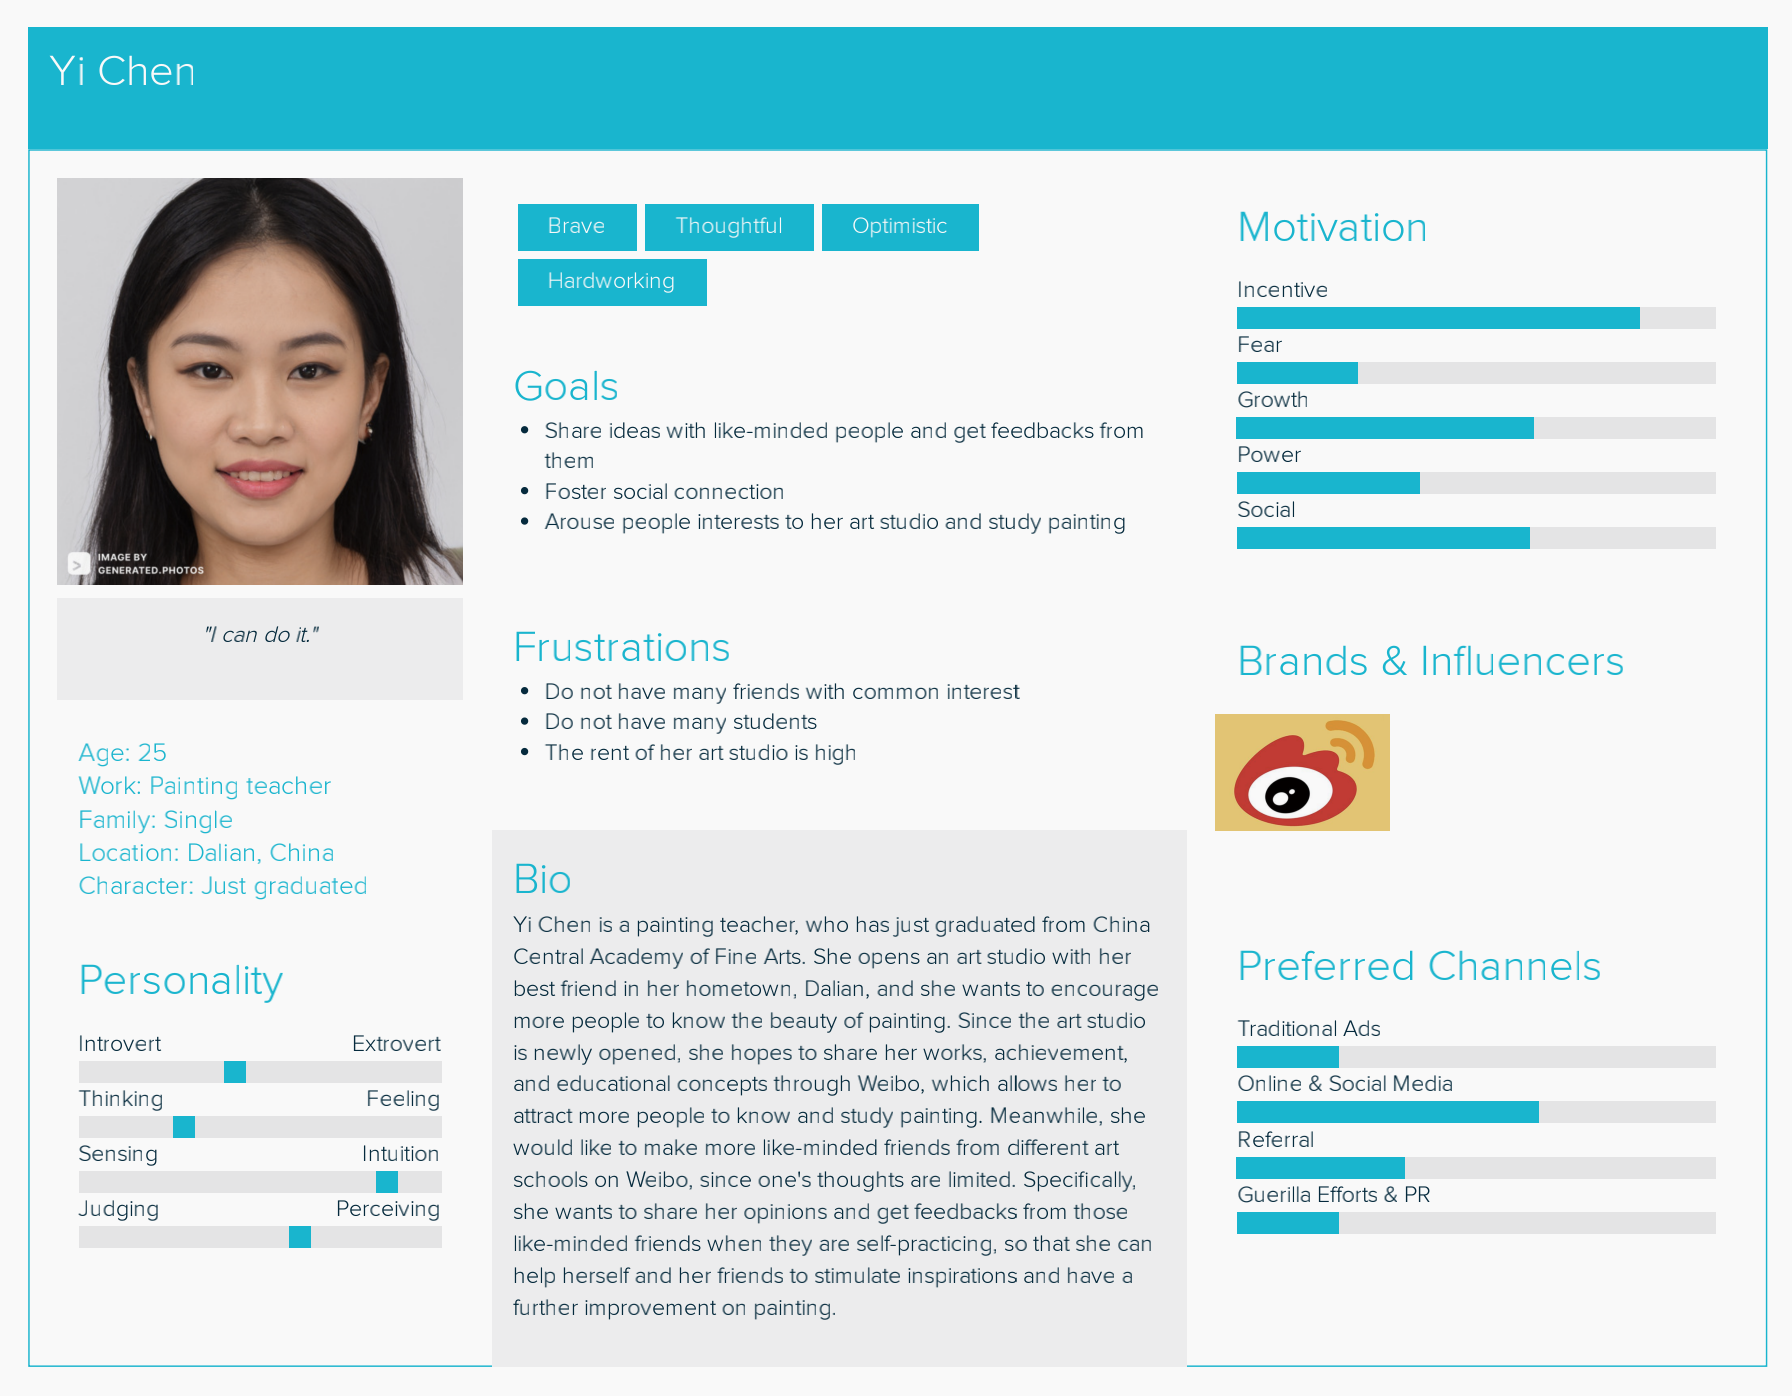 Yi Chen
IMAGE BY
GENERATED.PHOTOS
"I can do it."
Age: 25
Work: Painting teacher
Family: Single
Location: Dalian, China
Character: Just graduated
Personality
Introvert Extrovert
Thinking Feeling
Sensing Intuition
Judging Perceiving
Brave Thoughtful Optimistic
Hardworking
Goals
• Share ideas with like-minded people and get feedbacks from
them
• Foster social connection
• Arouse people interests to her art studio and study painting
Frustrations
• Do not have many friends with common interest
• Do not have many students
• The rent of her art studio is high
Bio
Yi Chen is a painting teacher, who has just graduated from China
Central Academy of Fine Arts. She opens an art studio with her
best friend in her hometown, Dalian, and she wants to encourage
more people to know the beauty of painting. Since the art studio
is newly opened, she hopes to share her works, achievement,
and educational concepts through Weibo, which allows her to
attract more people to know and study painting. Meanwhile, she
would like to make more like-minded friends from different art
schools on Weibo, since one's thoughts are limited. Specifically,
she wants to share her opinions and get feedbacks from those
like-minded friends when they are self-practicing, so that she can
help herself and her friends to stimulate inspirations and have a
further improvement on painting.
Motivation
Incentive
Fear
Growth
Power
Social
Brands & Influencers
Preferred Channels
Traditional Ads
Online & Social Media
Referral
Guerilla Efforts & PR